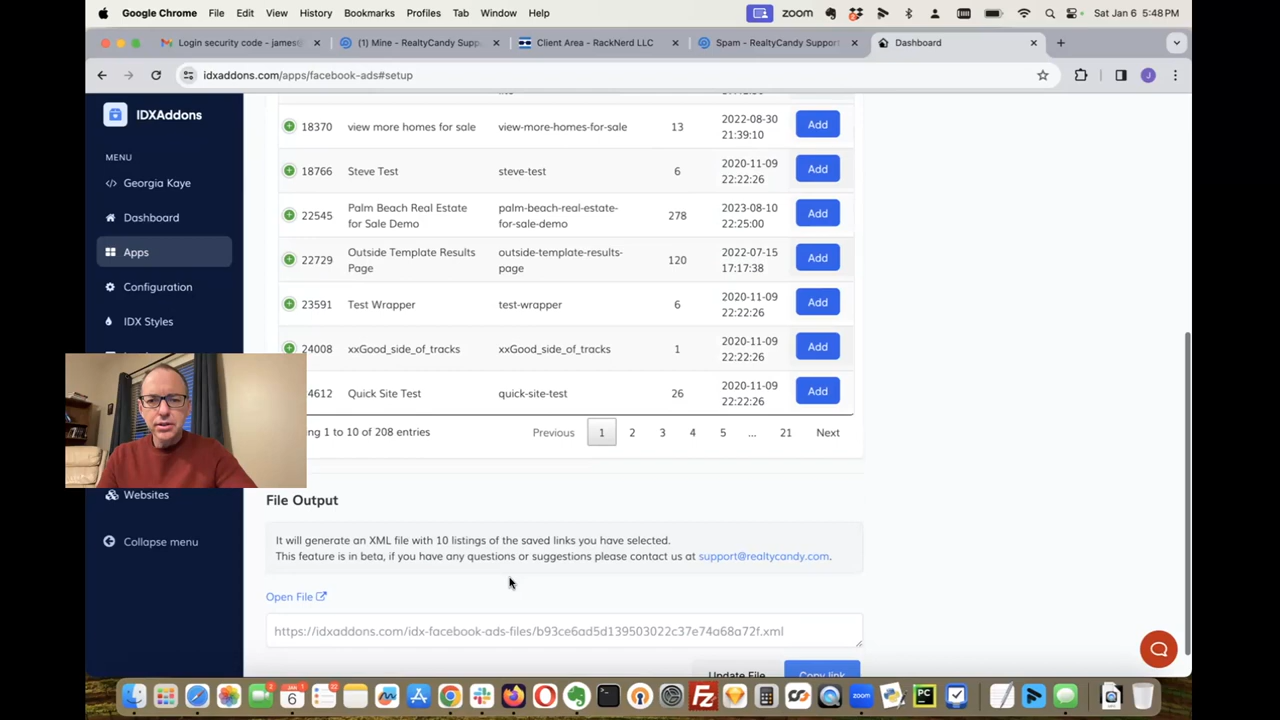 Google Chrome File Edit View History Bookmarks Profiles Tab Window Help zoom Sat Jan 6 5:48 PM
Login security code - james@ × (1) Mine - RealtyCandy Supp × Client Area - RackNerd LLC × Spam - RealtyCandy Support × Dashboard ×
idxaddons.com/apps/facebook-ads#setup J
IDXAddons
MENU
Georgia Kaye
Dashboard
Apps
Configuration
IDX Styles
Websites
Collapse menu
18370 view more homes for sale view-more-homes-for-sale 13 2022-08-30 Add
21:39:10
18766 Steve Test steve-test 6 2020-11-09 Add
22:22:26
22545 Palm Beach Real Estate palm-beach-real-estate- 278 2023-08-10 Add
for Sale Demo for-sale-demo 22:25:00
22729 Outside Template Results outside-template-results- 120 2022-07-15 Add
Page page 17:17:38
23591 Test Wrapper test-wrapper 6 2020-11-09 Add
22:22:26
24008 xxGood_side_of_tracks xxGood_side_of_tracks 1 2020-11-09 Add
22:22:26
4612 Quick Site Test quick-site-test 26 2020-11-09 Add
22:22:26
ng 1 to 10 of 208 entries Previous 1 2 3 4 5 ... 21 Next
File Output
It will generate an XML file with 10 listings of the saved links you have selected.
This feature is in beta, if you have any questions or suggestions please contact us at support@realtycandy.com.
Open File
https://idxaddons.com/idx-facebook-ads-files/b93ce6ad5d139503022c37e74a68a72f.xml
Update File Copy link